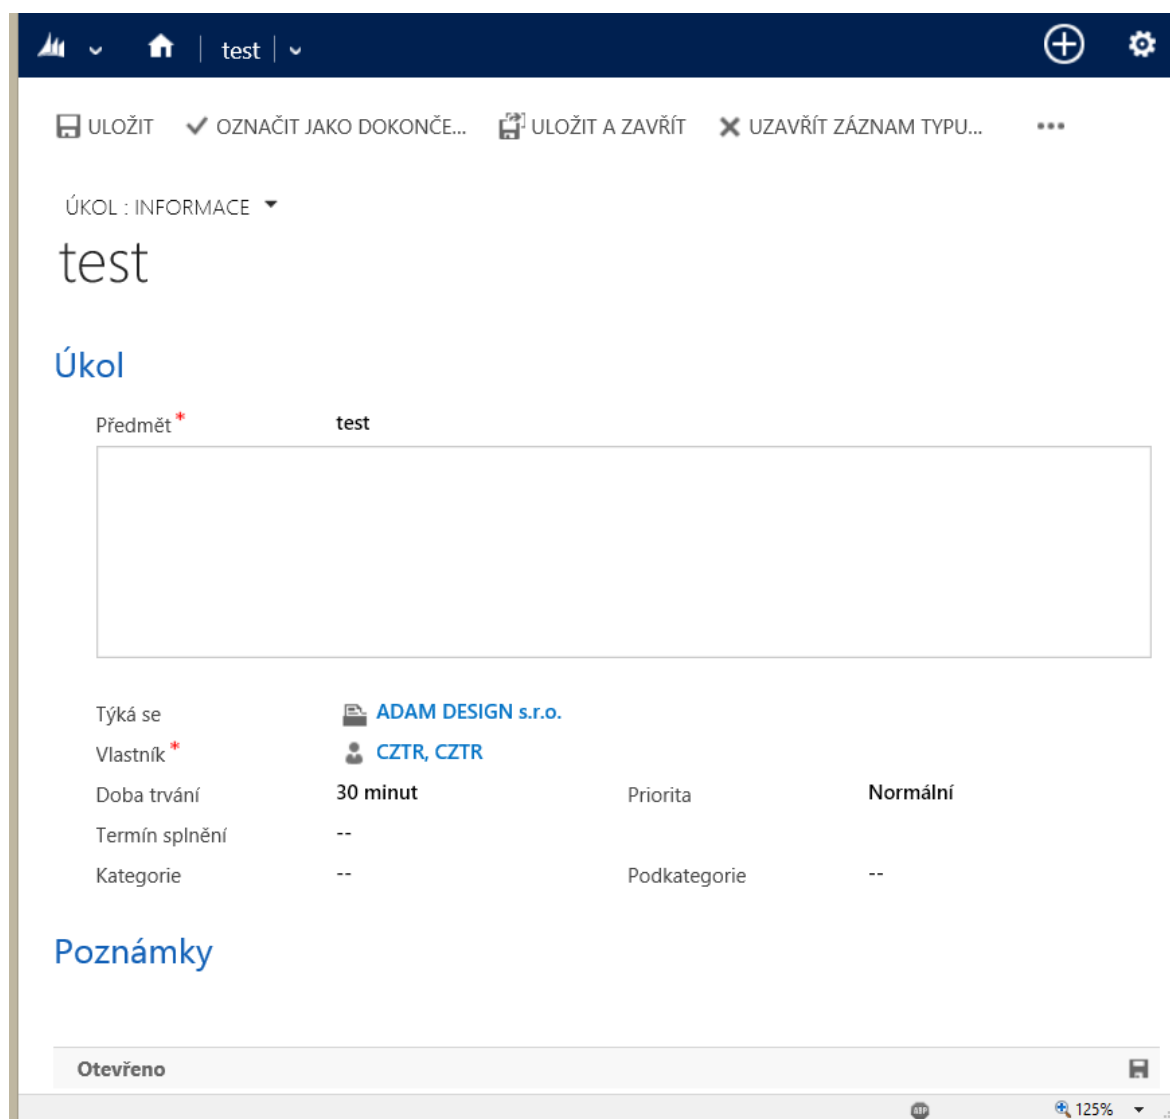 test
ULOŽIT OZNAČIT JAKO DOKONČE... ULOŽIT A ZAVŘÍT UZAVŘÍT ZÁZNAM TYPU...
ÚKOL : INFORMACE
test
Úkol
Předmět * test
Týká se ADAM DESIGN s.r.o.
Vlastník * CZTR, CZTR
Doba trvání 30 minut Priorita Normální
Termín splnění --
Kategorie -- Podkategorie --
Poznámky
Otevřeno
ABP 125%